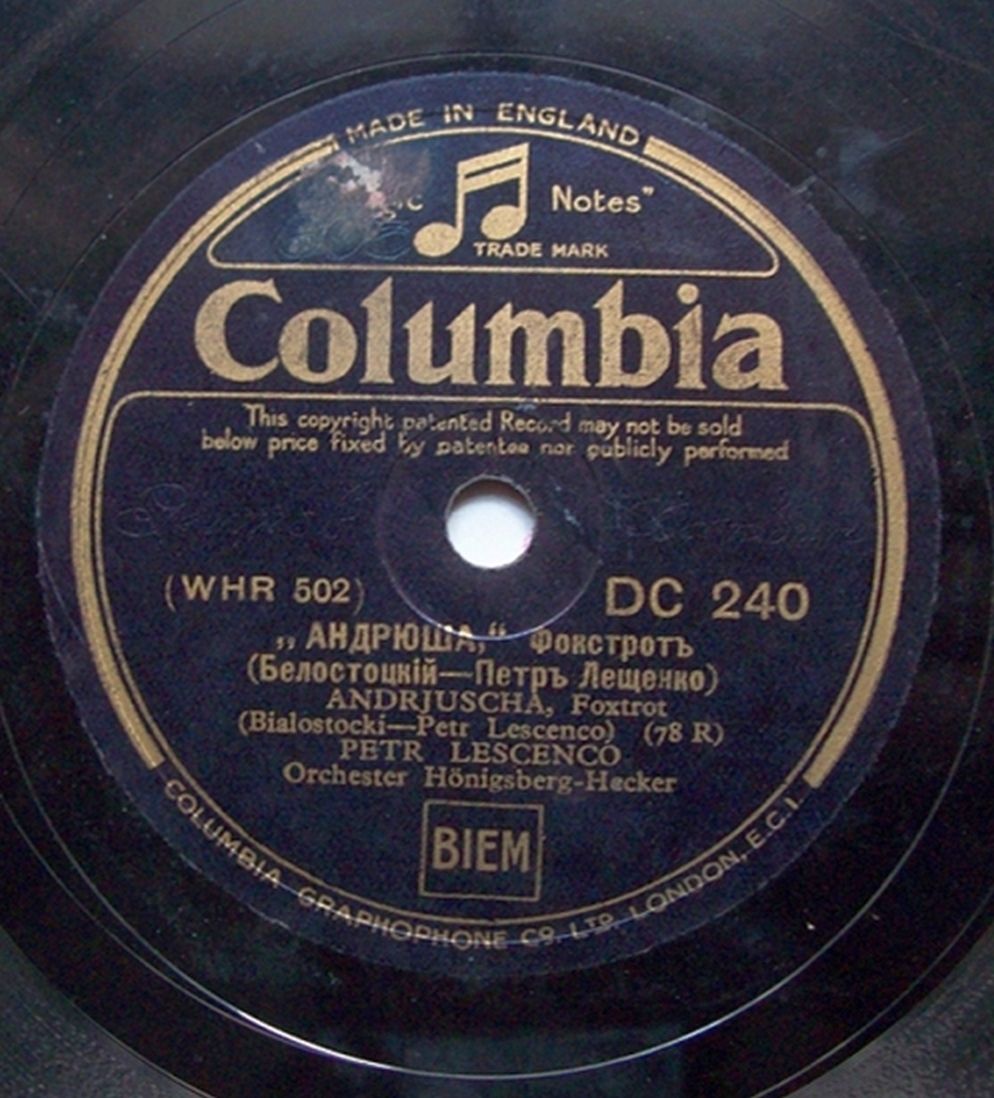 MADE IN ENGLAND
Notes”
TRADE MARK
Columbia
This copyright patented Record may not be sold
below price fixed by patentee nor publicly performed
(WHR 502) DC 240
„АНДРЮША,“ Фокстротъ
(Белостоцкій—Петръ Лещенко)
ANDRJUSCHA, Foxtrot
(Bialostocki—Petr Lescenco) (78 R)
PETR LESCENCO
Orchester Hönigsberg-Hecker
BIEM
COLUMBIA GRAPHOPHONE CO. LTD. LONDON, E.C.1.